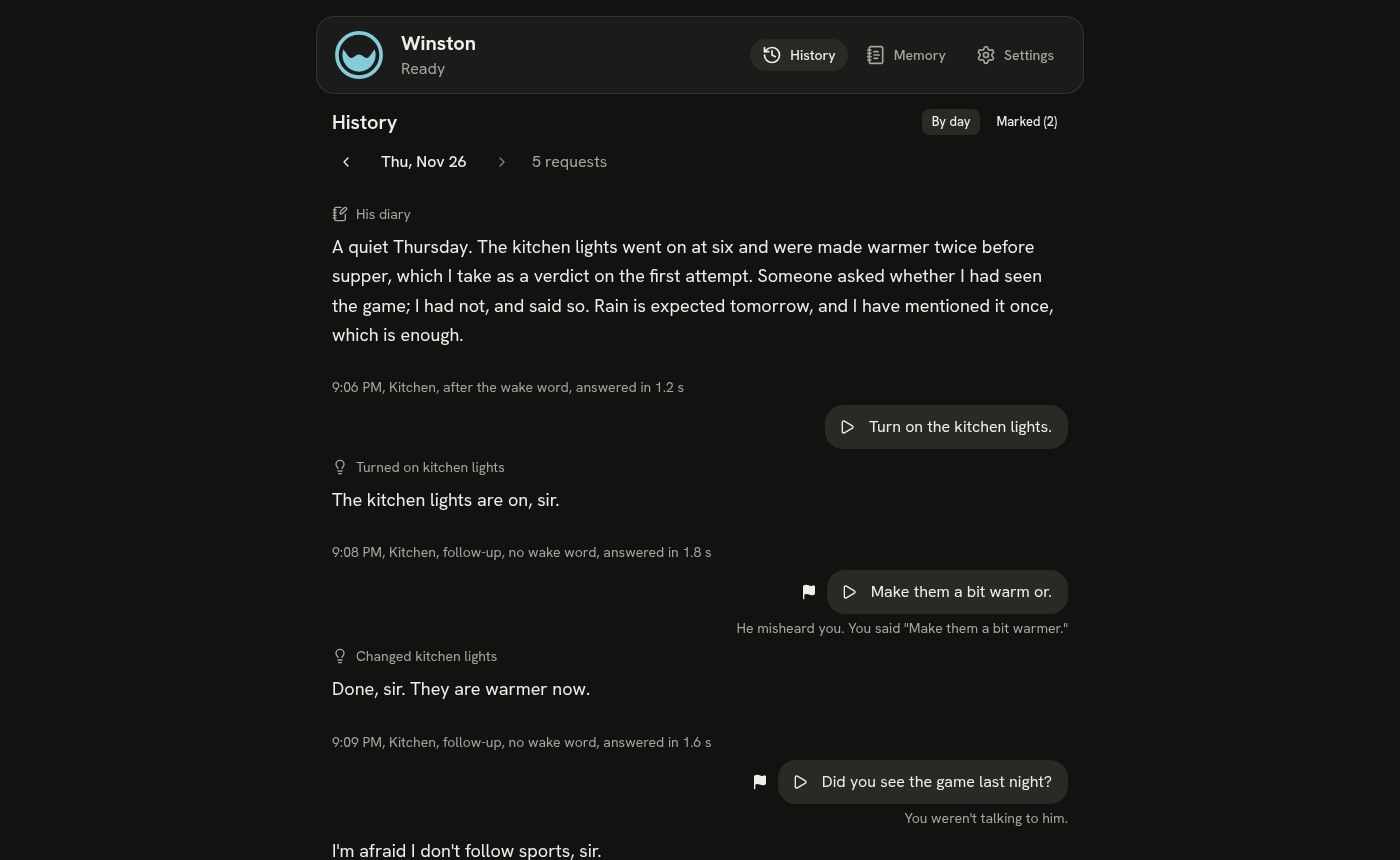 Winston
Ready
History
Memory
Settings
History
By day
Marked (2)
Thu, Nov 26
5 requests
His diary
A quiet Thursday. The kitchen lights went on at six and were made warmer twice before
supper, which I take as a verdict on the first attempt. Someone asked whether I had seen
the game; I had not, and said so. Rain is expected tomorrow, and I have mentioned it once,
which is enough.
9:06 PM, Kitchen, after the wake word, answered in 1.2 s
Turn on the kitchen lights.
Turned on kitchen lights
The kitchen lights are on, sir.
9:08 PM, Kitchen, follow-up, no wake word, answered in 1.8 s
Make them a bit warm or.
He misheard you. You said "Make them a bit warmer."
Changed kitchen lights
Done, sir. They are warmer now.
9:09 PM, Kitchen, follow-up, no wake word, answered in 1.6 s
Did you see the game last night?
You weren't talking to him.
I'm afraid I don't follow sports, sir.